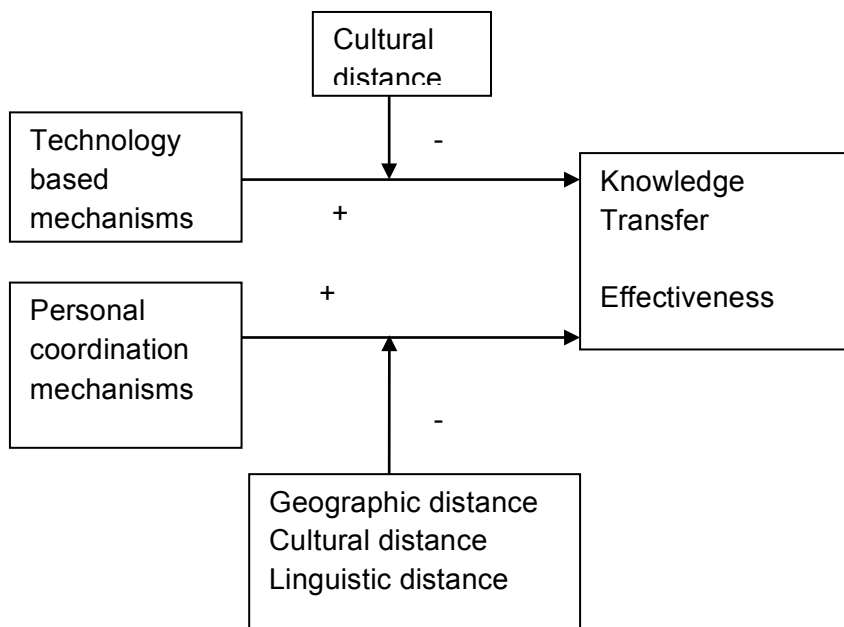 Cultural
distance
-
Technology
based
mechanisms
+
Knowledge
Transfer
Effectiveness
+
Personal
coordination
mechanisms
-
Geographic distance
Cultural distance
Linguistic distance